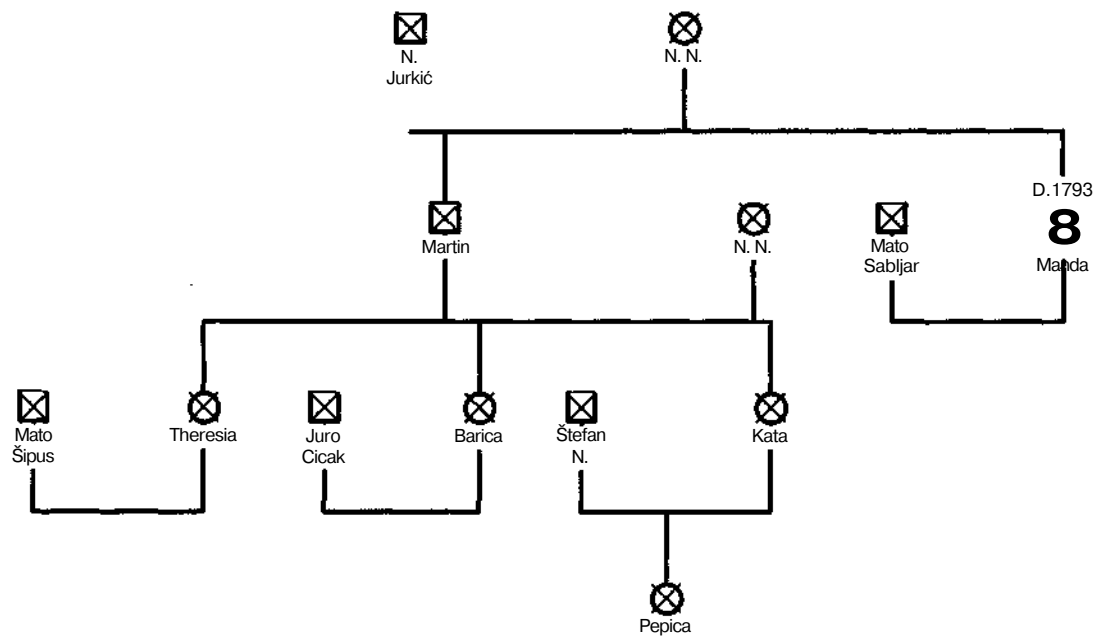 N.
Jurkić
N. N.
D.1793
8
Manda
Martin
N. N.
Mato
Sabljar
Mato
Šipus
Theresia
Juro
Cicak
Barica
Štefan
N.
Kata
Pepica